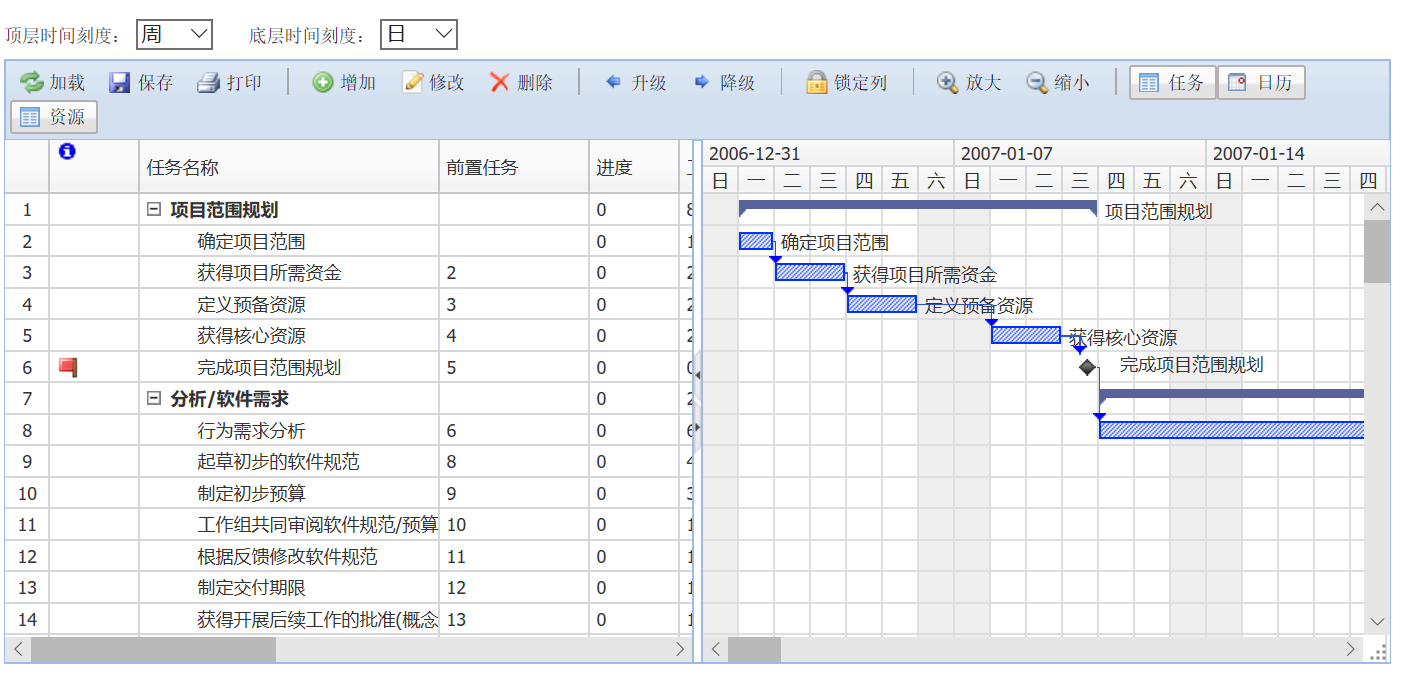 顶层时间刻度： 周 底层时间刻度： 日
加载 保存 打印 增加 修改 删除 升级 降级 锁定列 放大 缩小 任务 日历
资源
任务名称 前置任务 进度
2006-12-31 2007-01-07 2007-01-14
日 一 二 三 四 五 六 日 一 二 三 四 五 六 日 一 二 三 四
1 项目范围规划 0 项目范围规划
2 确定项目范围 0 确定项目范围
3 获得项目所需资金 2 0 获得项目所需资金
4 定义预备资源 3 0 定义预备资源
5 获得核心资源 4 0 获得核心资源
6 完成项目范围规划 5 0 完成项目范围规划
7 分析/软件需求 0
8 行为需求分析 6 0
9 起草初步的软件规范 8 0
10 制定初步预算 9 0
11 工作组共同审阅软件规范/预算 10 0
12 根据反馈修改软件规范 11 0
13 制定交付期限 12 0
14 获得开展后续工作的批准(概念 13 0